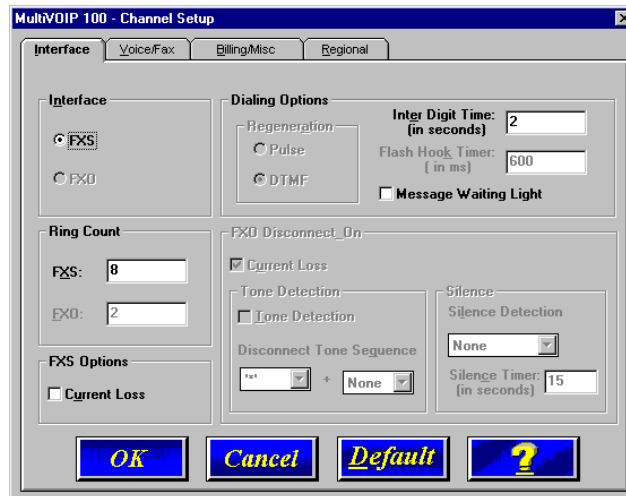 MultiVOIP 100 - Channel Setup
Interface
Voice/Fax
Billing/Misc
Regional
Interface
FXS
FXO
Dialing Options
Regeneration
Pulse
DTMF
Inter Digit Time:
(in seconds)
2
Flash Hook Timer:
( in ms)
600
Message Waiting Light
Ring Count
FXS:
8
FXO:
2
FXS Options
Current Loss
FXO Disconnect_On
Current Loss
Tone Detection
Tone Detection
Disconnect Tone Sequence
+
None
Silence
Silence Detection
None
Silence Timer:
(in seconds)
15
OK
Cancel
Default
?